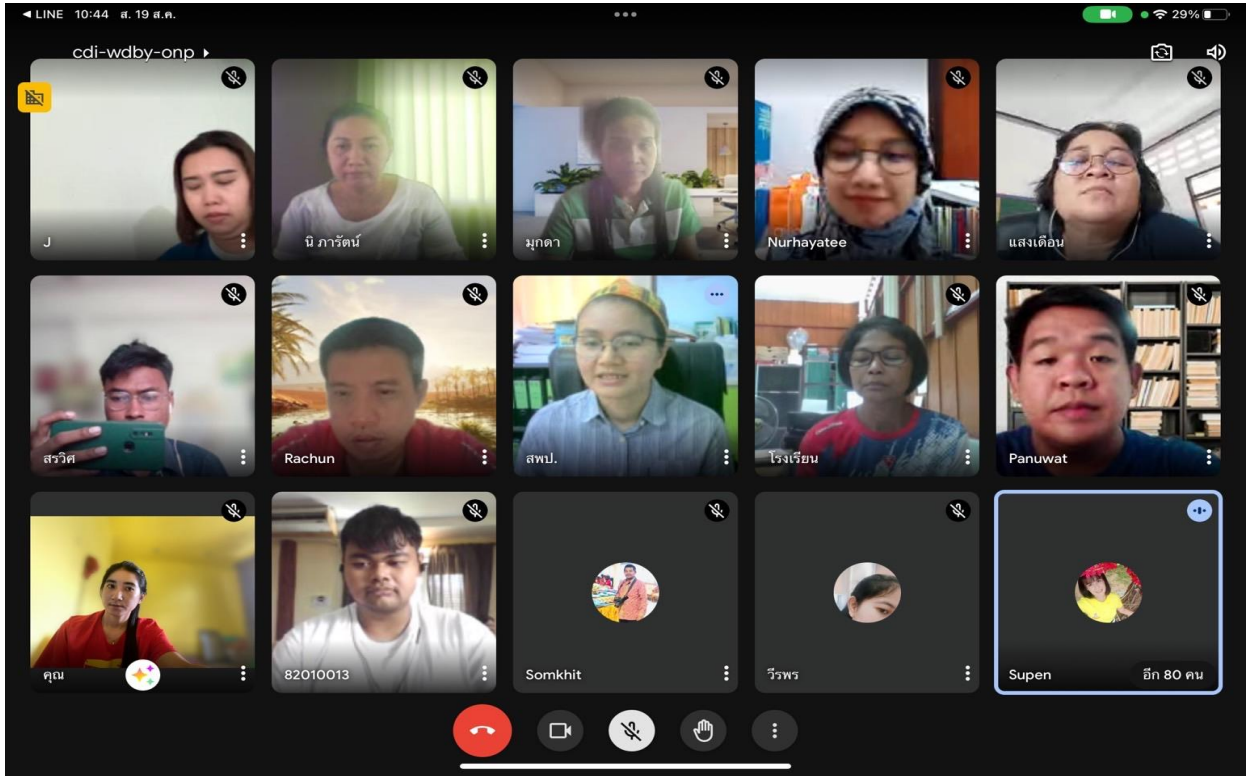 LINE 10:44 ส. 19 ส.ค.
29%
cdi-wdby-onp
J
นิ ภารัตน์
มุกดา
Nurhayatee
แสงเดือน
สรวิศ
Rachun
สพป.
โรงเรียน
Panuwat
คุณ
82010013
Somkhit
วีรพร
Supen
อีก 80 คน